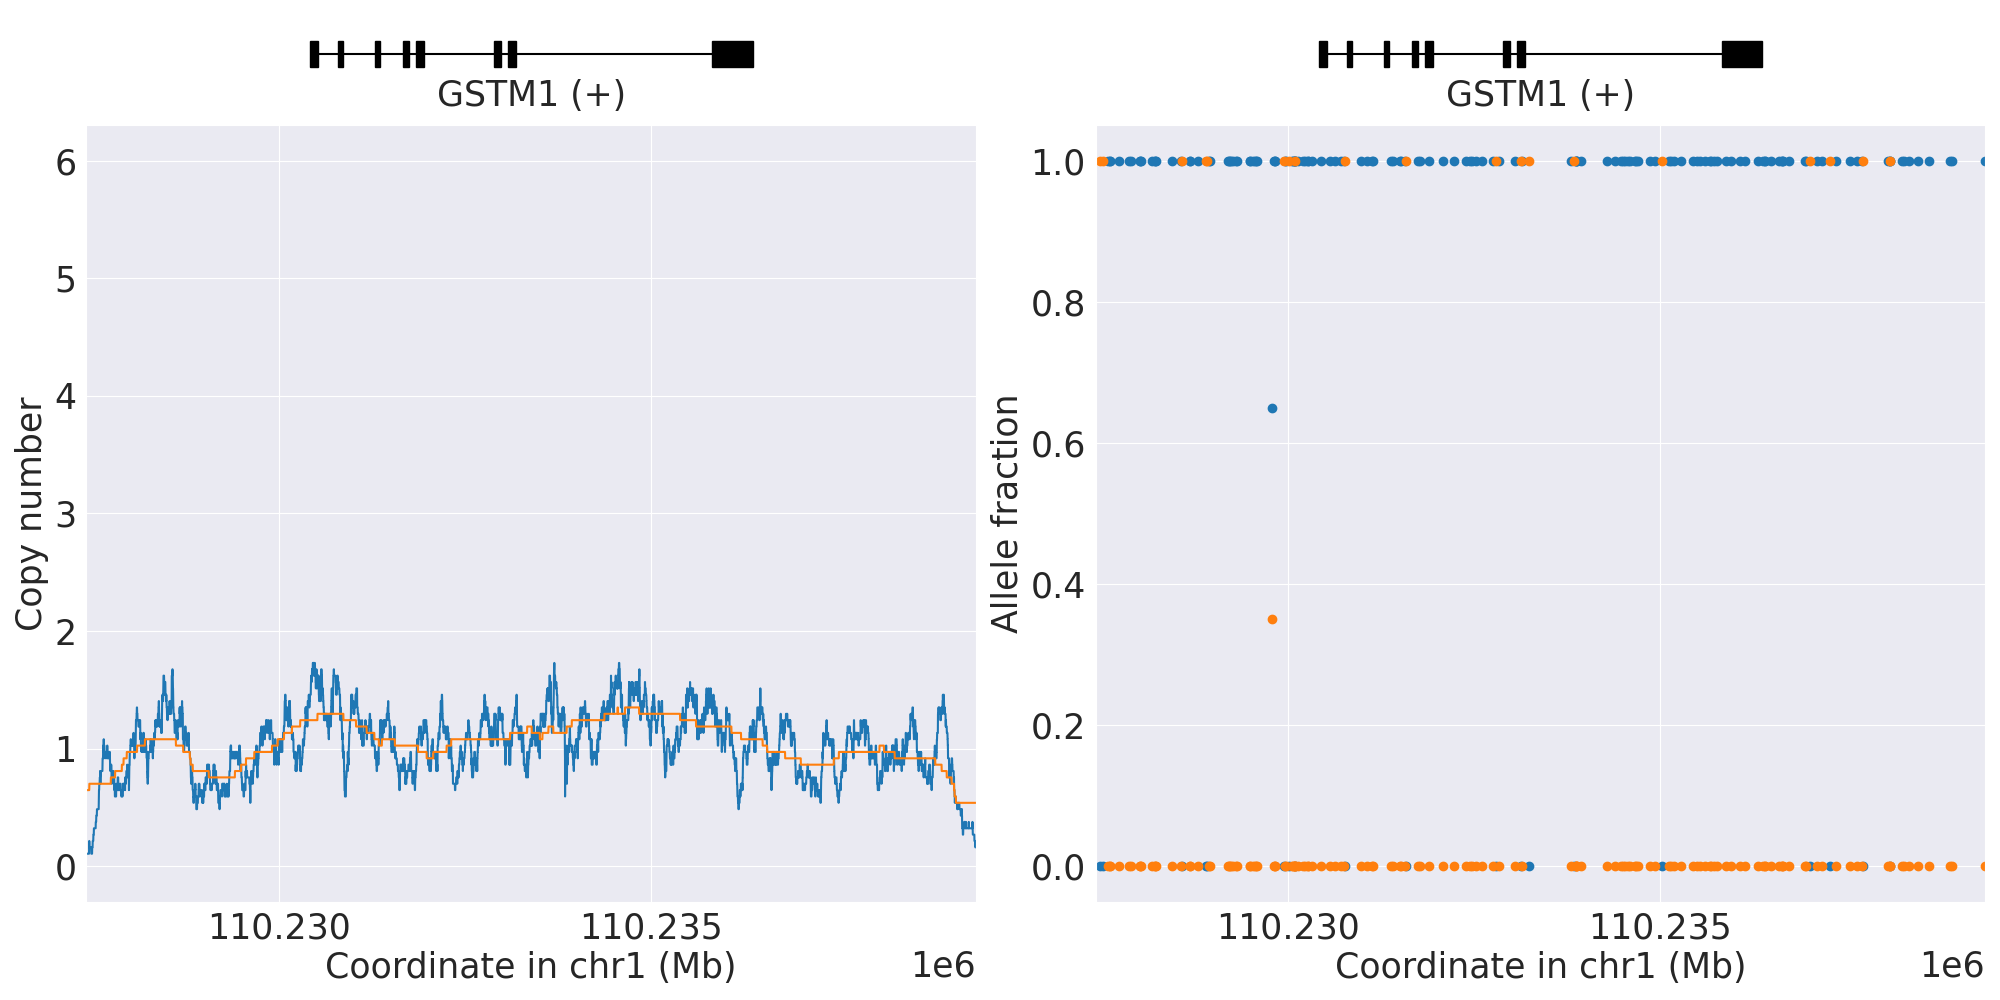 GSTM1 (+)
6
5
4
3
2
1
0
Copy number
110.230
110.235
Coordinate in chr1 (Mb)
1e6
GSTM1 (+)
1.0
0.8
0.6
0.4
0.2
0.0
Allele fraction
110.230
110.235
Coordinate in chr1 (Mb)
1e6